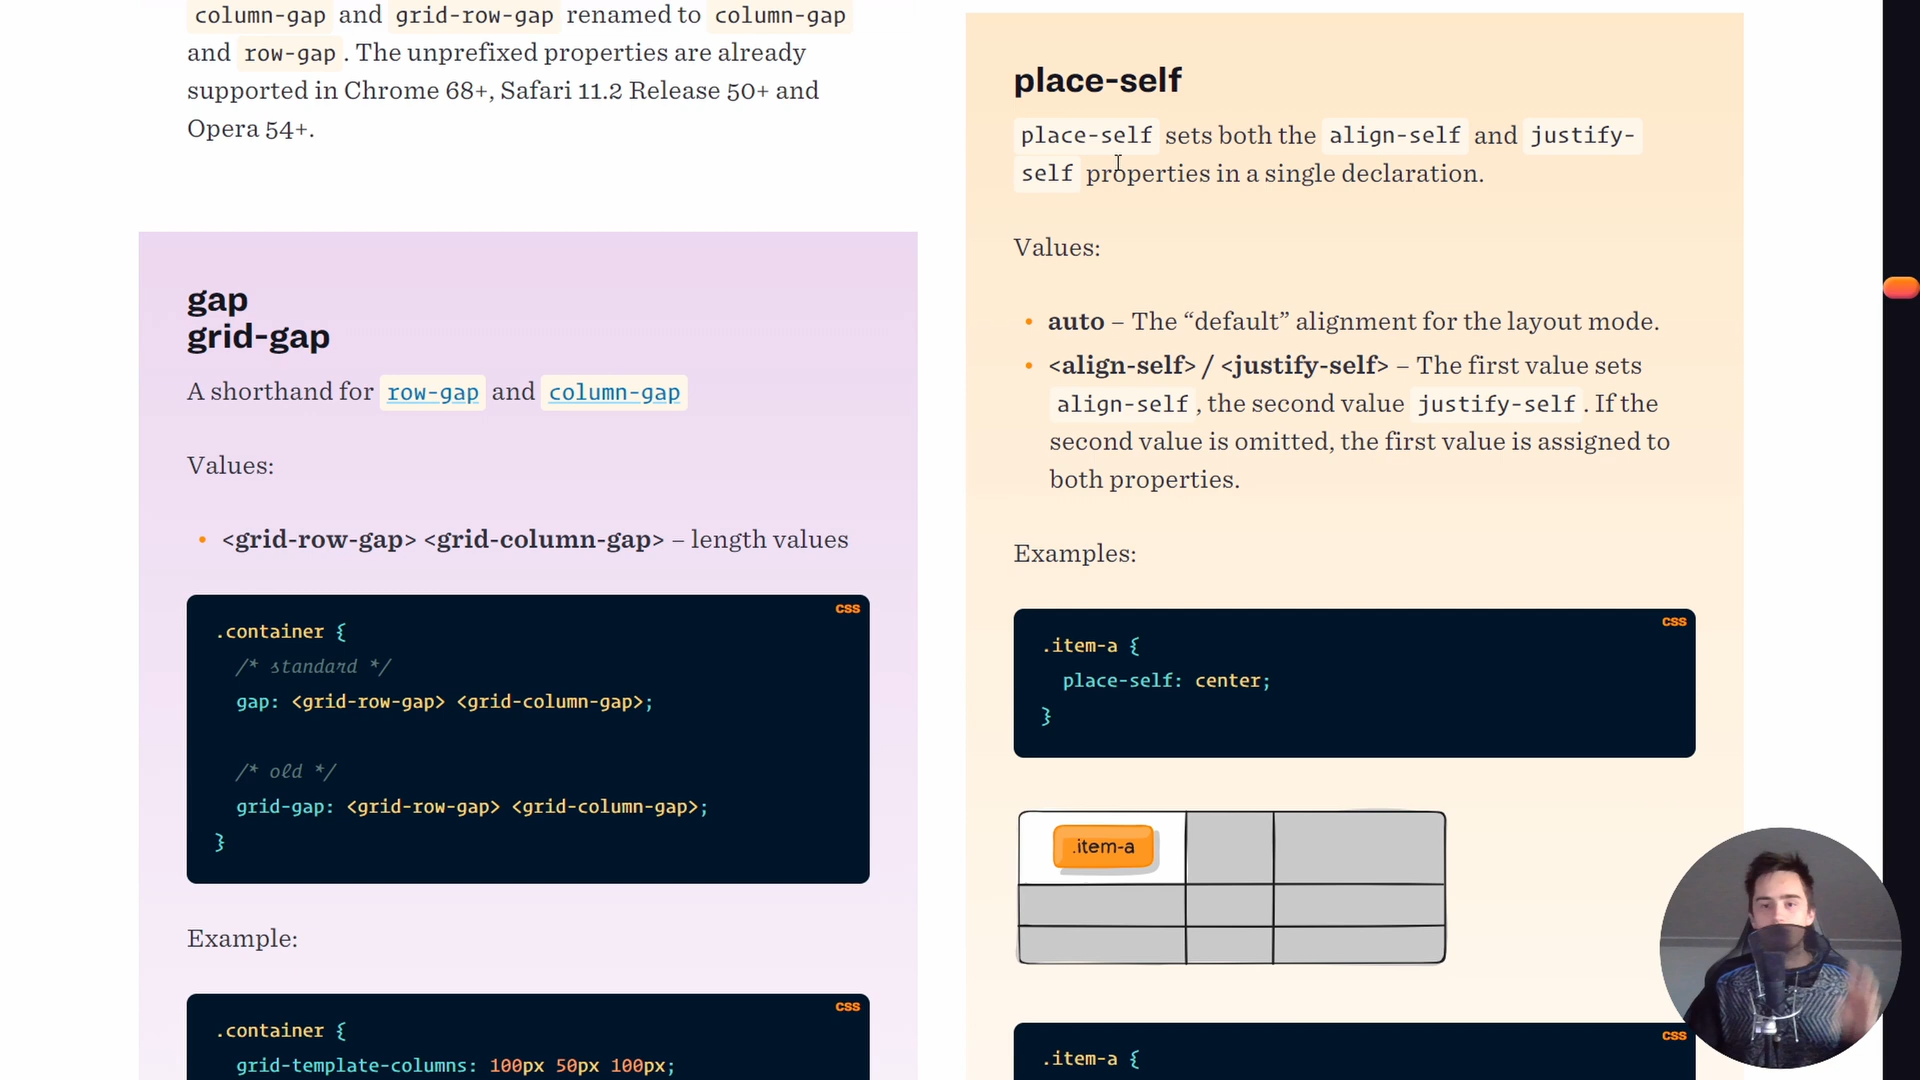 column-gap and grid-row-gap renamed to column-gap
and row-gap. The unprefixed properties are already
supported in Chrome 68+, Safari 11.2 Release 50+ and
Opera 54+.
gap
grid-gap
A shorthand for row-gap and column-gap
Values:
• <grid-row-gap> <grid-column-gap> – length values
CSS
.container {
/* standard */
gap: <grid-row-gap> <grid-column-gap>;
/* old */
grid-gap: <grid-row-gap> <grid-column-gap>;
}
Example:
CSS
.container {
grid-template-columns: 100px 50px 100px;
place-self
place-self sets both the align-self and justify-
self properties in a single declaration.
Values:
• auto – The “default” alignment for the layout mode.
• <align-self> / <justify-self> – The first value sets
align-self, the second value justify-self. If the
second value is omitted, the first value is assigned to
both properties.
Examples:
CSS
.item-a {
place-self: center;
}
.item-a
CSS
.item-a {